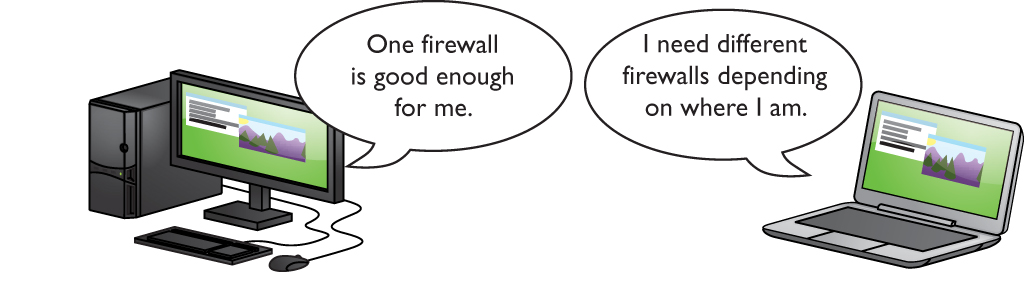 One firewall
is good enough
for me.
I need different
firewalls depending
on where I am.